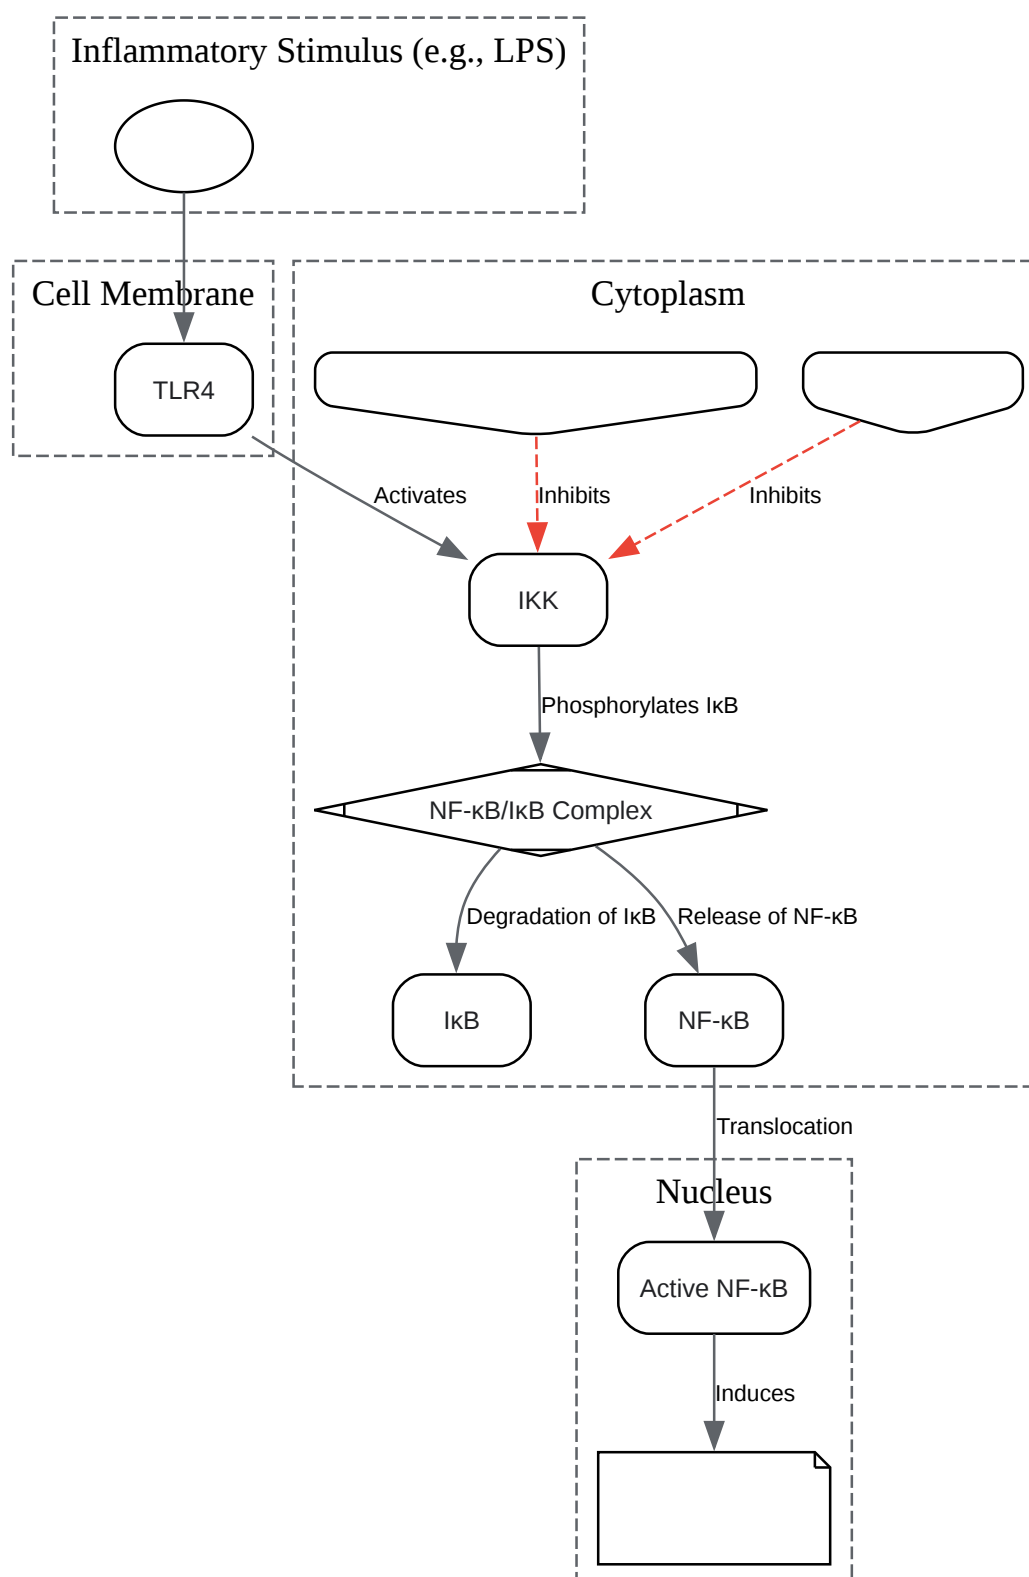 Inflammatory Stimulus (e.g., LPS)
Cell Membrane
Cytoplasm
TLR4
Activates
Inhibits
Inhibits
IKK
Phosphorylates IκB
NF-κB/IκB Complex
Degradation of IκB
Release of NF-κB
IκB
NF-κB
Translocation
Nucleus
Active NF-κB
Induces